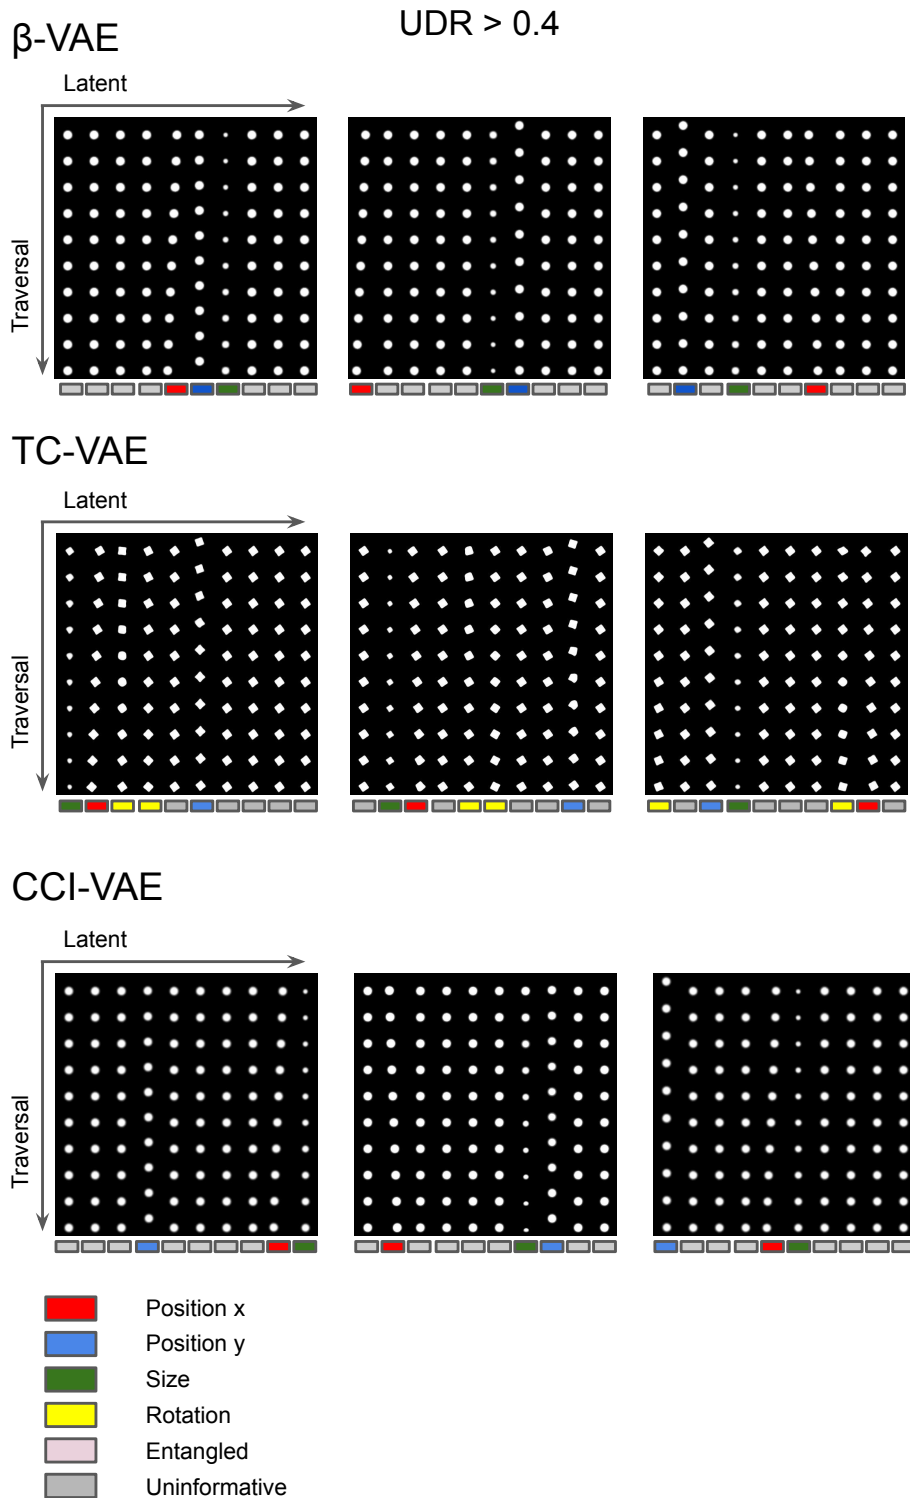 UDR > 0.4
β-VAE
Latent
Traversal
TC-VAE
Latent
Traversal
CCI-VAE
Latent
Traversal
Position x
Position y
Size
Rotation
Entangled
Uninformative